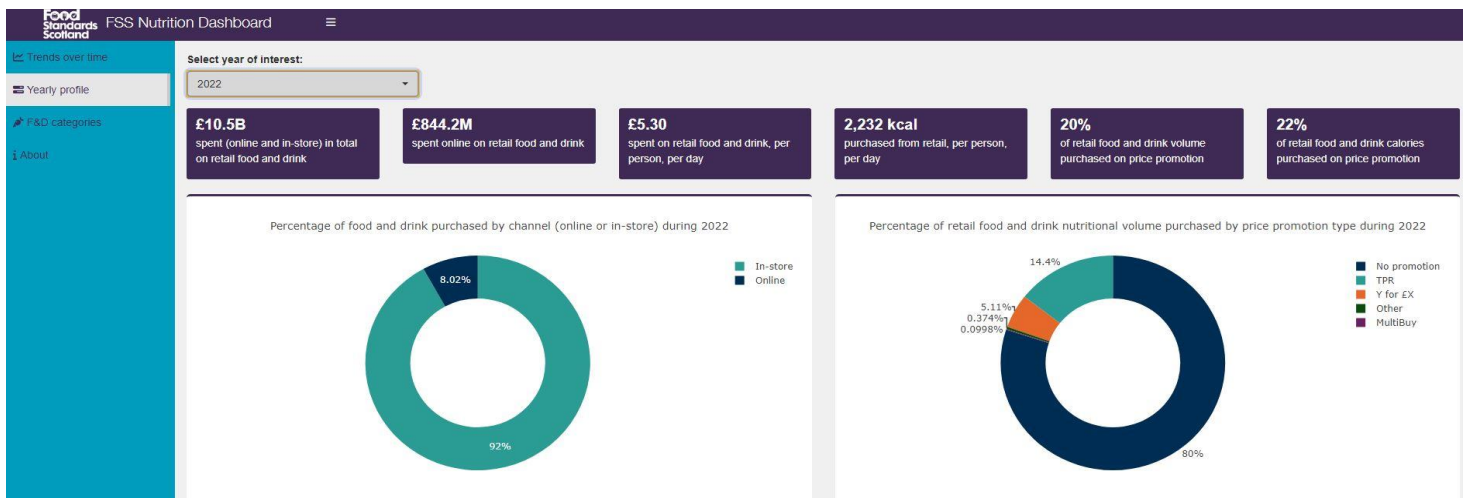 Food
Standards
Scotland
FSS Nutrition Dashboard
Trends over time
Yearly profile
F&D categories
About
Select year of interest:
2022
£10.5B
spent (online and in-store) in total
on retail food and drink
£844.2M
spent online on retail food and drink
£5.30
spent on retail food and drink, per
person, per day
2,232 kcal
purchased from retail, per person,
per day
20%
of retail food and drink volume
purchased on price promotion
22%
of retail food and drink calories
purchased on price promotion
Percentage of food and drink purchased by channel (online or in-store) during 2022
8.02%
92%
In-store
Online
Percentage of retail food and drink nutritional volume purchased by price promotion type during 2022
14.4%
5.11%
0.374%
0.0998%
80%
No promotion
TPR
Y for £X
Other
MultiBuy